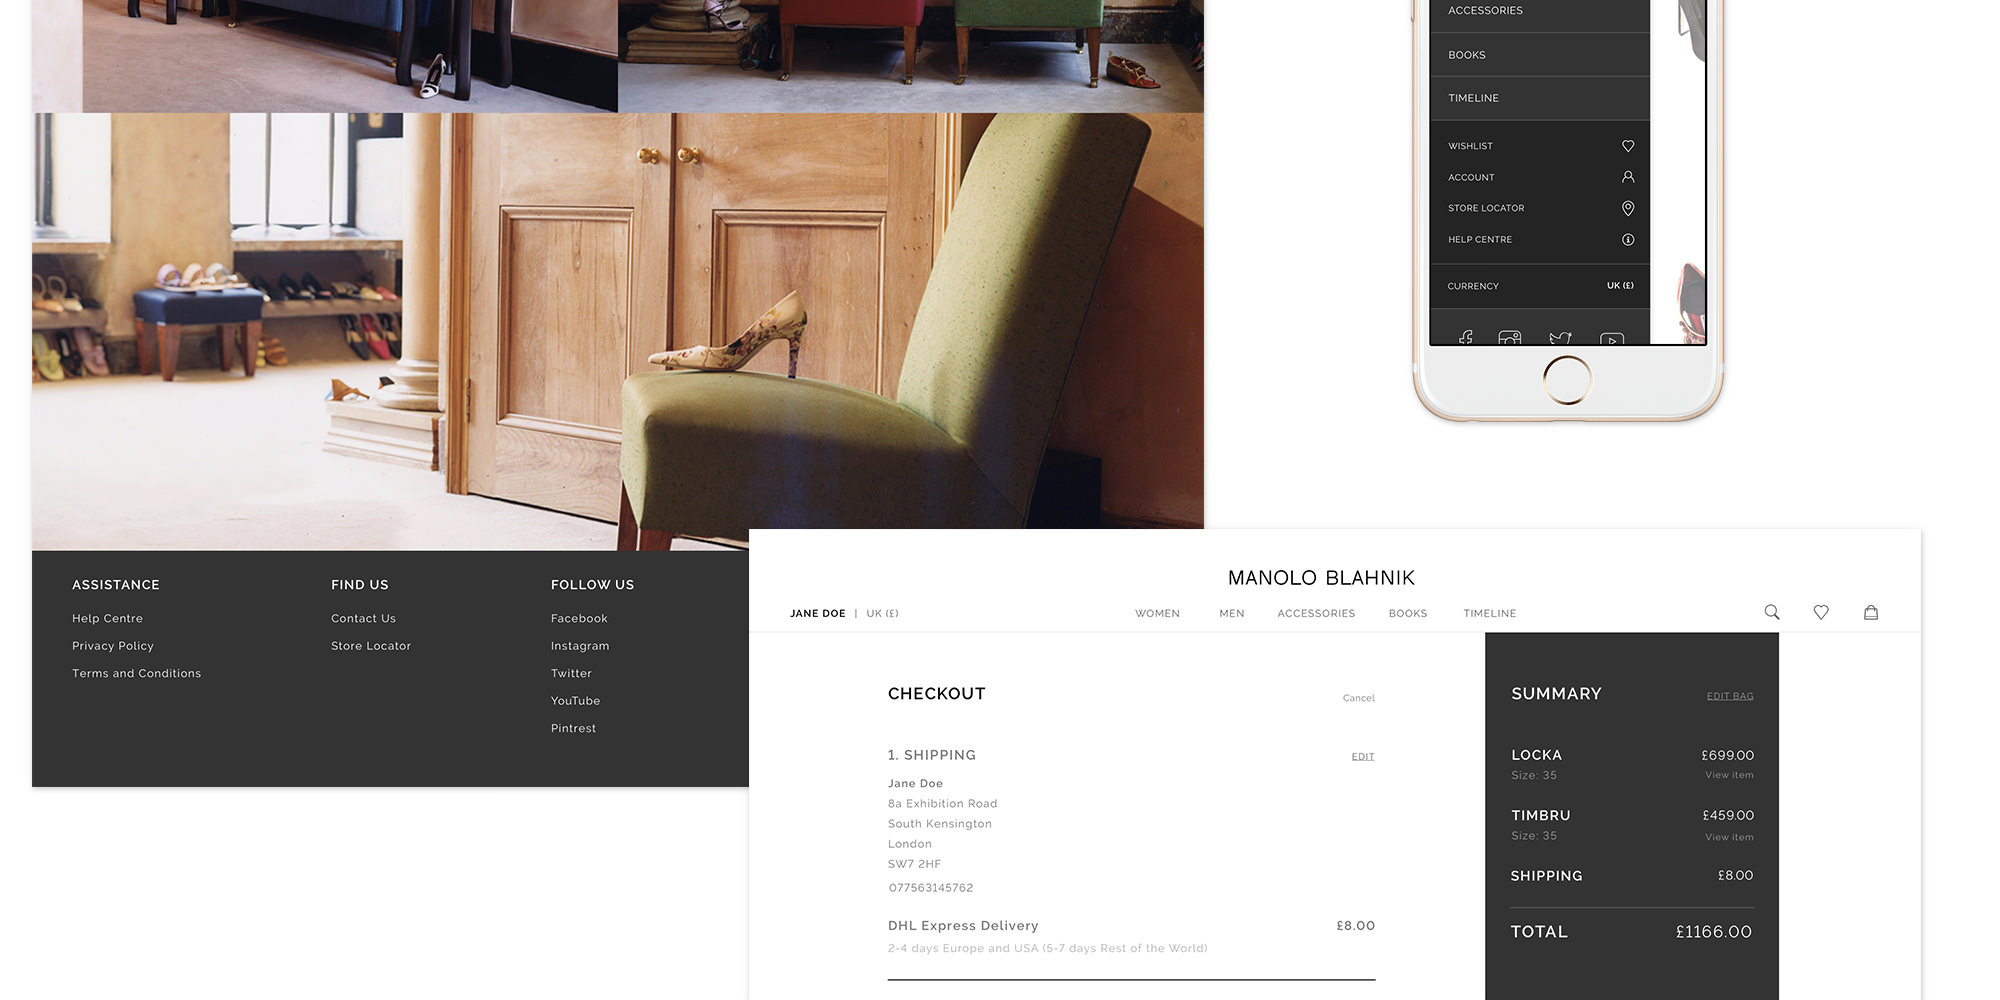 ACCESSORIES
BOOKS
TIMELINE
WISHLIST
ACCOUNT
STORE LOCATOR
HELP CENTRE
CURRENCY UK (£)
ASSISTANCE
Help Centre
Privacy Policy
Terms and Conditions
FIND US
Contact Us
Store Locator
FOLLOW US
Facebook
Instagram
Twitter
YouTube
Pintrest
MANOLO BLAHNIK
JANE DOE | UK (£) WOMEN MEN ACCESSORIES BOOKS TIMELINE
CHECKOUT Cancel
1. SHIPPING EDIT
Jane Doe
8a Exhibition Road
South Kensington
London
SW7 2HF
077563145762
DHL Express Delivery £8.00
2-4 days Europe and USA (5-7 days Rest of the World)
SUMMARY EDIT BAG
LOCKA £699.00
Size: 35 View item
TIMBRU £459.00
Size: 35 View item
SHIPPING £8.00
TOTAL £1166.00